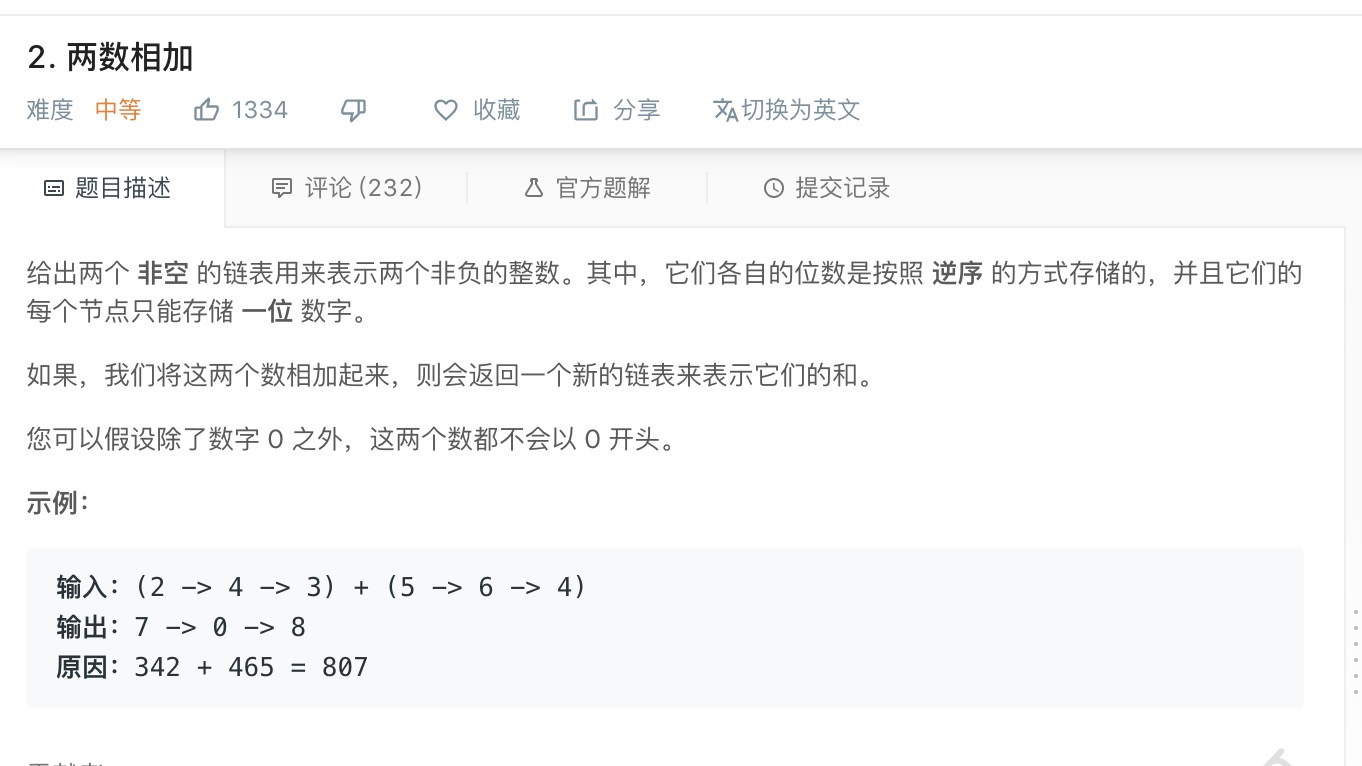 2. 两数相加
难度 中等 1334 收藏 分享 切换为英文
题目描述 评论 (232) 官方题解 提交记录
给出两个 非空 的链表用来表示两个非负的整数。其中，它们各自的位数是按照 逆序 的方式存储的，并且它们的
每个节点只能存储 一位 数字。
如果，我们将这两个数相加起来，则会返回一个新的链表来表示它们的和。
您可以假设除了数字 0 之外，这两个数都不会以 0 开头。
示例：
输入：(2 -> 4 -> 3) + (5 -> 6 -> 4)
输出：7 -> 0 -> 8
原因：342 + 465 = 807